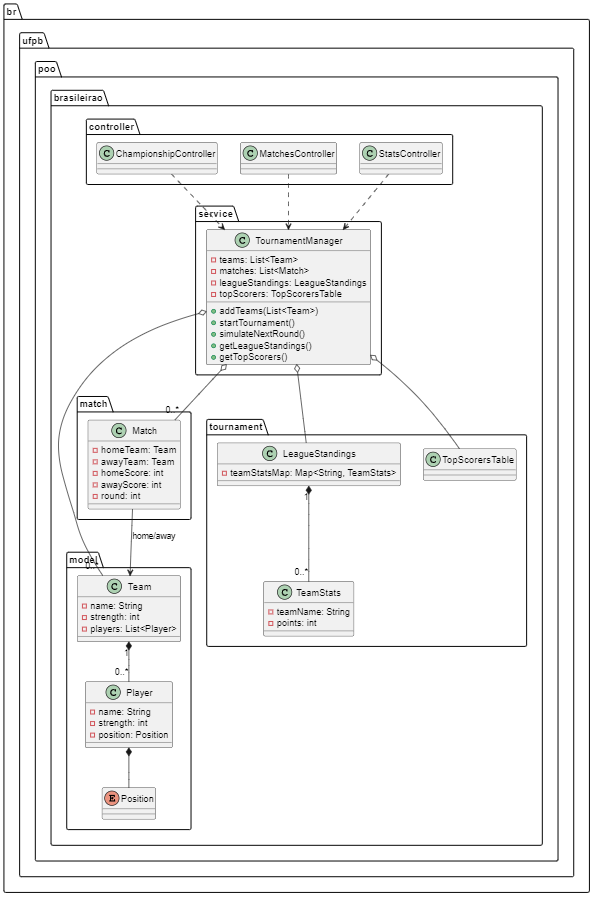 br
ufpb
poo
brasileirao
controller
C ChampionshipController
C MatchesController
C StatsController
service
C TournamentManager
teams: List<Team>
matches: List<Match>
leagueStandings: LeagueStandings
topScorers: TopScorersTable
addTeams(List<Team>)
startTournament()
simulateNextRound()
getLeagueStandings()
getTopScorers()
match
0..*
C Match
homeTeam: Team
awayTeam: Team
homeScore: int
awayScore: int
round: int
home/away
tournament
C LeagueStandings
teamStatsMap: Map<String, TeamStats>
C TopScorersTable
1
0..*
C TeamStats
teamName: String
points: int
model
0..*
C Team
name: String
strength: int
players: List<Player>
1
0..*
C Player
name: String
strength: int
position: Position
E Position